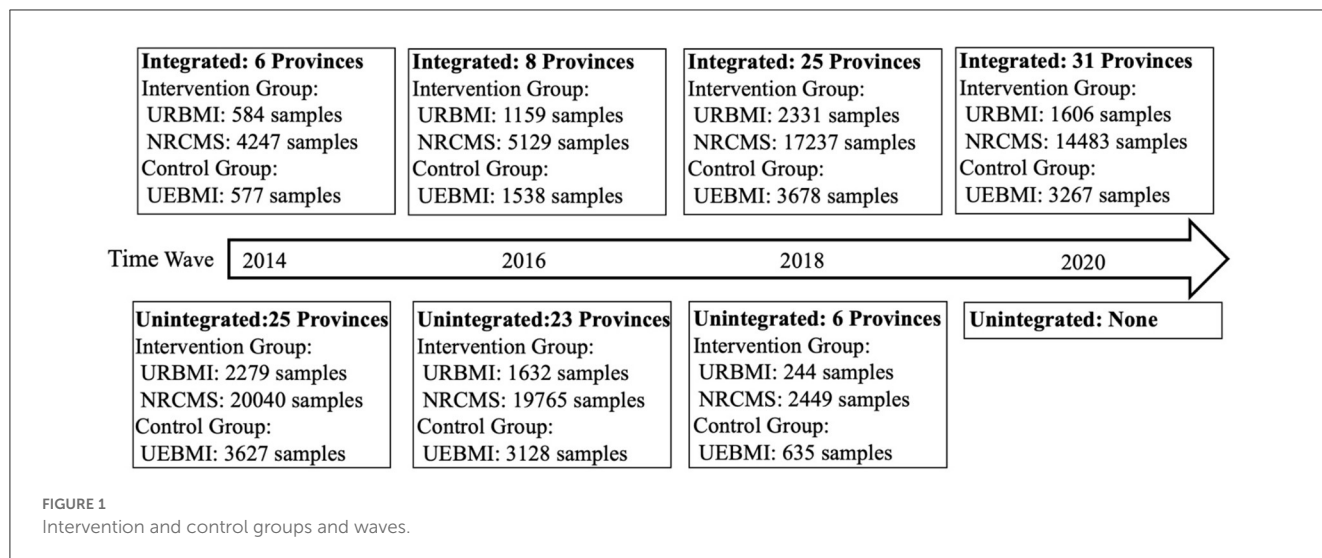 Integrated: 6 Provinces
Intervention Group:
URBMI: 584 samples
NRCMS: 4247 samples
Control Group:
UEBMI: 577 samples
Integrated: 8 Provinces
Intervention Group:
URBMI: 1159 samples
NRCMS: 5129 samples
Control Group:
UEBMI: 1538 samples
Integrated: 25 Provinces
Intervention Group:
URBMI: 2331 samples
NRCMS: 17237 samples
Control Group:
UEBMI: 3678 samples
Integrated: 31 Provinces
Intervention Group:
URBMI: 1606 samples
NRCMS: 14483 samples
Control Group:
UEBMI: 3267 samples
Time Wave 2014 2016 2018 2020
Unintegrated:25 Provinces
Intervention Group:
URBMI: 2279 samples
NRCMS: 20040 samples
Control Group:
UEBMI: 3627 samples
Unintegrated:23 Provinces
Intervention Group:
URBMI: 1632 samples
NRCMS: 19765 samples
Control Group:
UEBMI: 3128 samples
Unintegrated: 6 Provinces
Intervention Group:
URBMI: 244 samples
NRCMS: 2449 samples
Control Group:
UEBMI: 635 samples
Unintegrated: None
FIGURE 1
Intervention and control groups and waves.